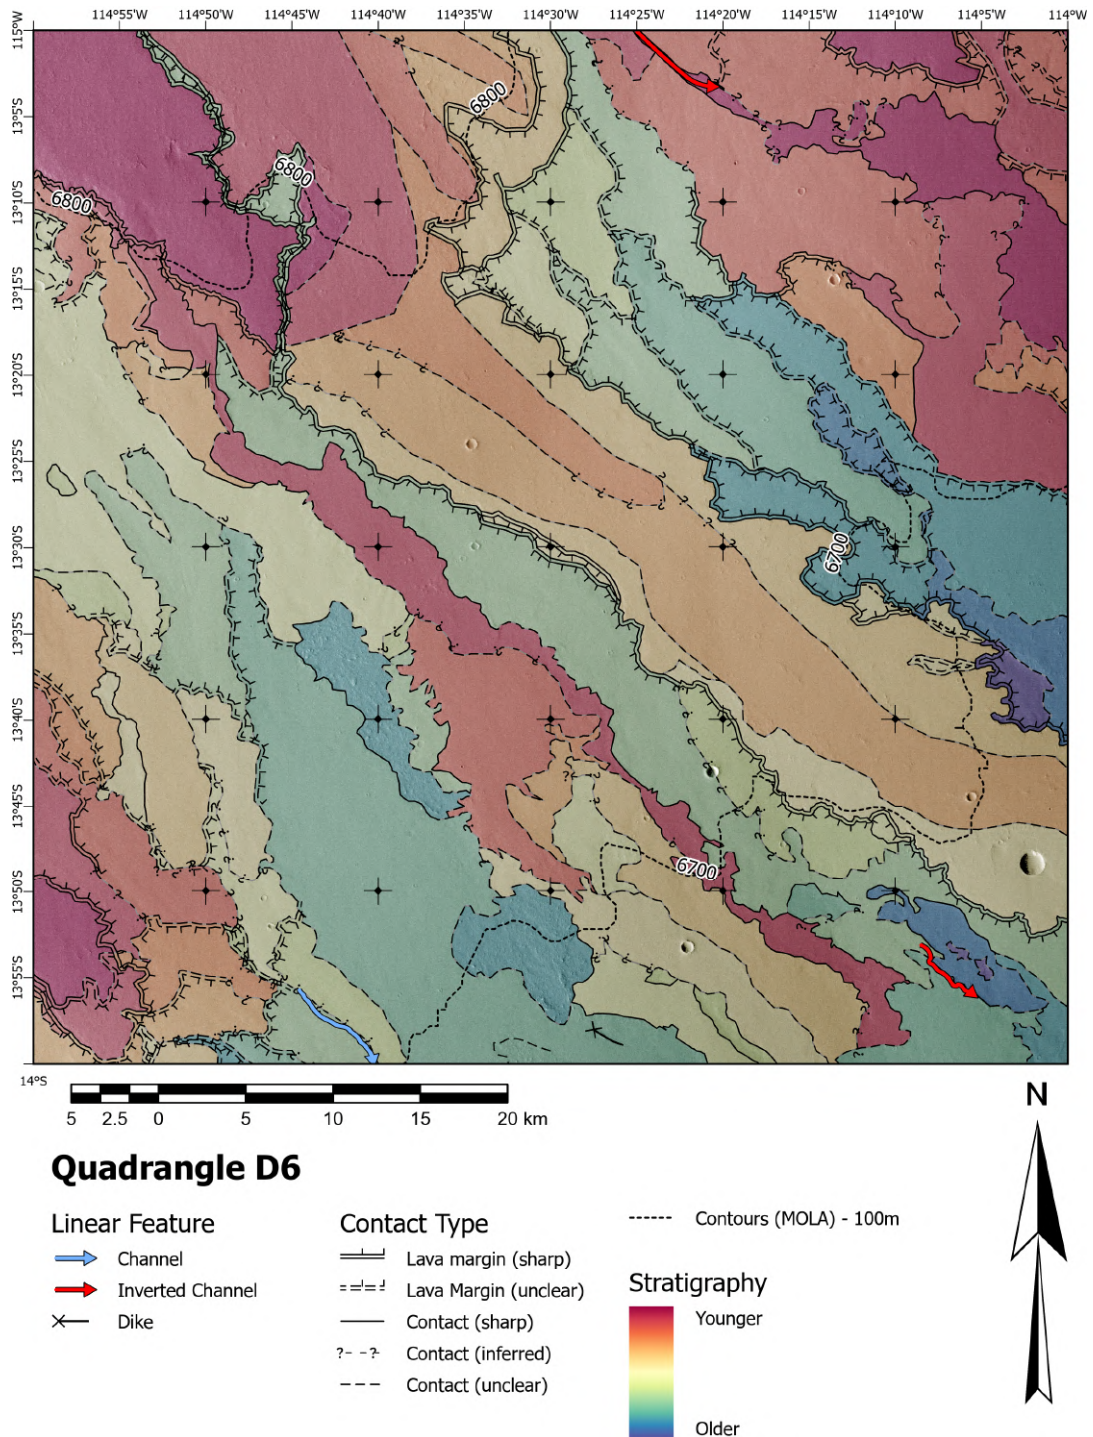 115°W 114°55'W 114°50'W 114°45'W 114°40'W 114°35'W 114°30'W 114°25'W 114°20'W 114°15'W 114°10'W 114°5'W 114°W
13°5'S
6800
6800
13°10'S
6800
13°15'S
13°20'S
13°25'S
13°30'S
6700
13°35'S
13°40'S
?
13°45'S
6700
13°50'S
13°55'S
14°S
5 2.5 0 5 10 15 20 km
N
Quadrangle D6
Linear Feature
Channel
Inverted Channel
Dike
Contact Type
Lava margin (sharp)
Lava Margin (unclear)
Contact (sharp)
?- -?- Contact (inferred)
Contact (unclear)
Contours (MOLA) - 100m
Stratigraphy
Younger
Older